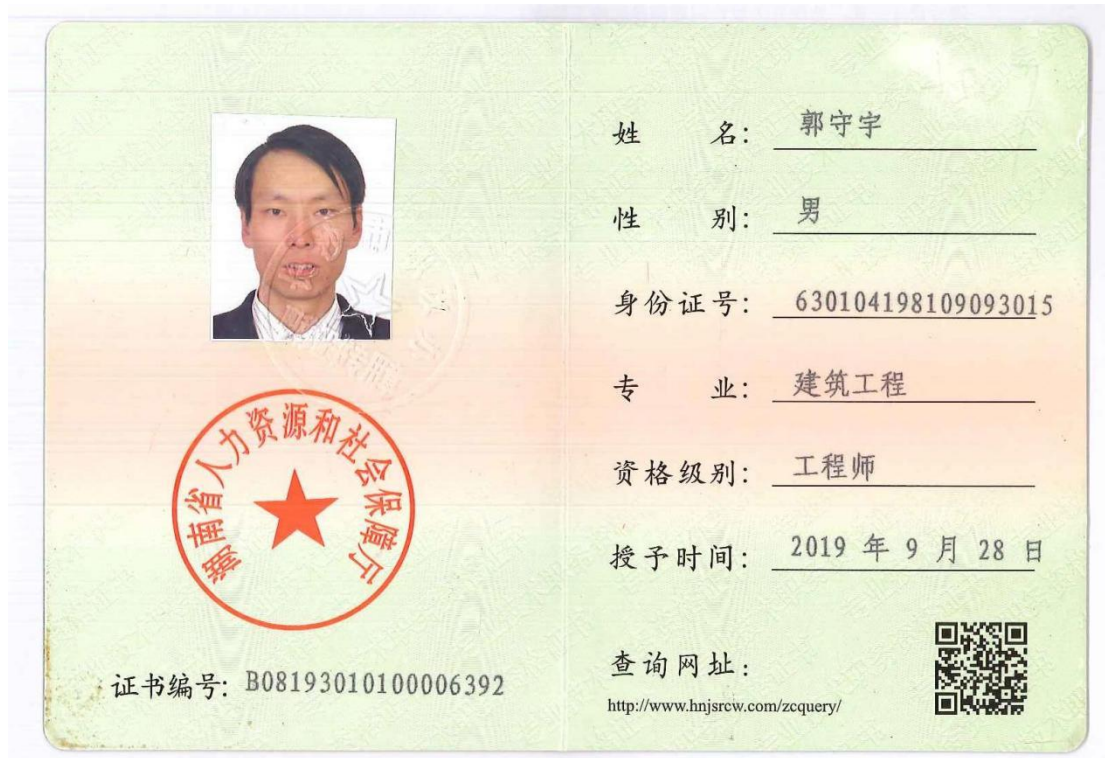 姓 名: 郭守宇
性 别: 男
身份证号: 630104198109093015
专 业: 建筑工程
资格级别: 工程师
授予时间: 2019 年 9 月 28 日
南省人力资源和社会保障厅
证书编号: B08193010100006392
查询网址:
http://www.hnjsrcw.com/zcquery/